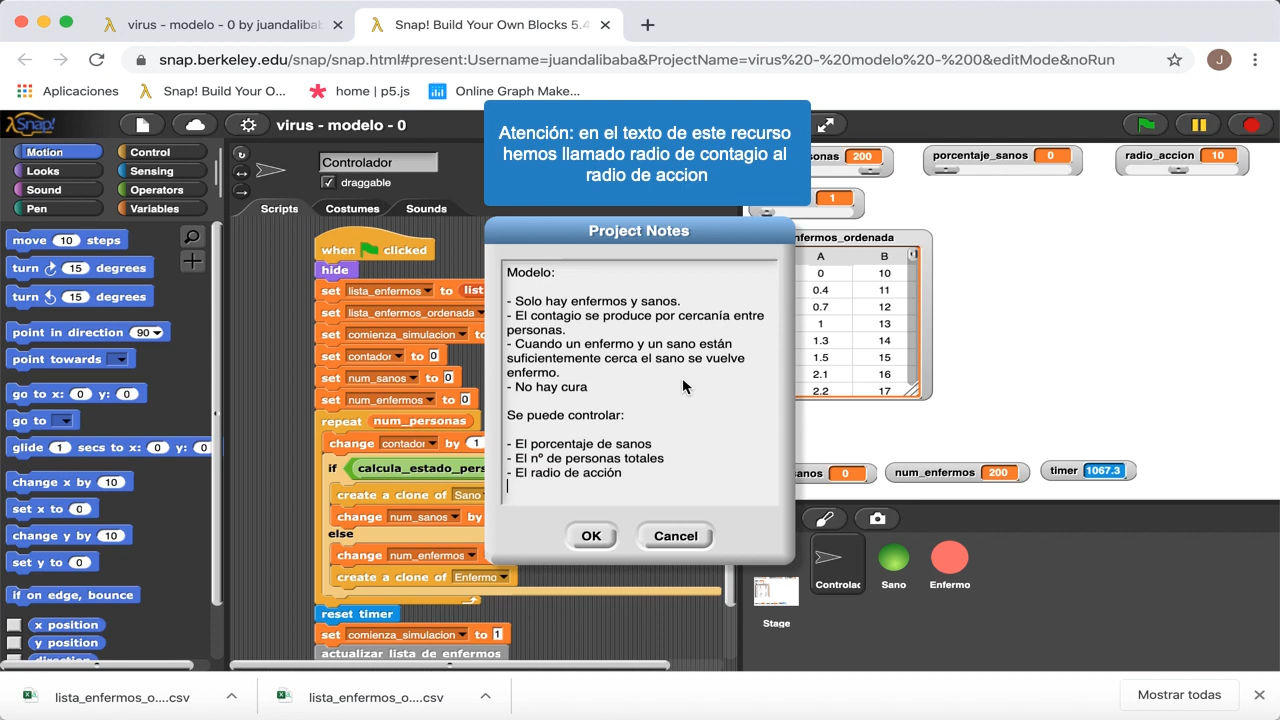 virus - modelo - 0 by juandalibab
Snap! Build Your Own Blocks 5.4
snap.berkeley.edu/snap/snap.html#present:Username=juandalibaba&ProjectName=virus%20-%20modelo%20-%200&editMode&noRun
J
Aplicaciones
Snap! Build Your O...
home | p5.js
Online Graph Make...
Snap!
virus - modelo - 0
Atención: en el texto de este recurso
hemos llamado radio de contagio al
radio de accion
Motion
Control
Looks
Sensing
Sound
Operators
Pen
Variables
move 10 steps
turn 15 degrees
turn 15 degrees
point in direction 90
point towards
go to x: 0 y: 0
go to
glide 1 secs to x: 0 y: 0
change x by 10
set x to 0
change y by 10
set y to 0
if on edge, bounce
x position
y position
direction
Controlador
draggable
Scripts
Costumes
Sounds
when clicked
hide
set lista_enfermos to list
set lista_enfermos_ordenada
set comienza_simulacion to
set contador to 0
set num_sanos to 0
set num_enfermos to 0
repeat num_personas
change contador by 1
if calcula_estado_pers
create a clone of Sano
change num_sanos by
else
change num_enfermos
create a clone of Enfermo
reset timer
set comienza_simulacion to 1
actualizar lista de enfermos
Project Notes
Modelo:
- Solo hay enfermos y sanos.
- El contagio se produce por cercanía entre
personas.
- Cuando un enfermo y un sano están
suficientemente cerca el sano se vuelve
enfermo.
- No hay cura
Se puede controlar:
- El porcentaje de sanos
- El nº de personas totales
- El radio de acción
OK
Cancel
onas 200
porcentaje_sanos 0
radio_accion 10
1
nfermos_ordenada
A B
0 10
0.4 11
0.7 12
1 13
1.3 14
1.5 15
2.1 16
2.2 17
anos 0
num_enfermos 200
timer 1067.3
Stage
Controlac
Sano
Enfermo
lista_enfermos_o....csv
lista_enfermos_o....csv
Mostrar todas